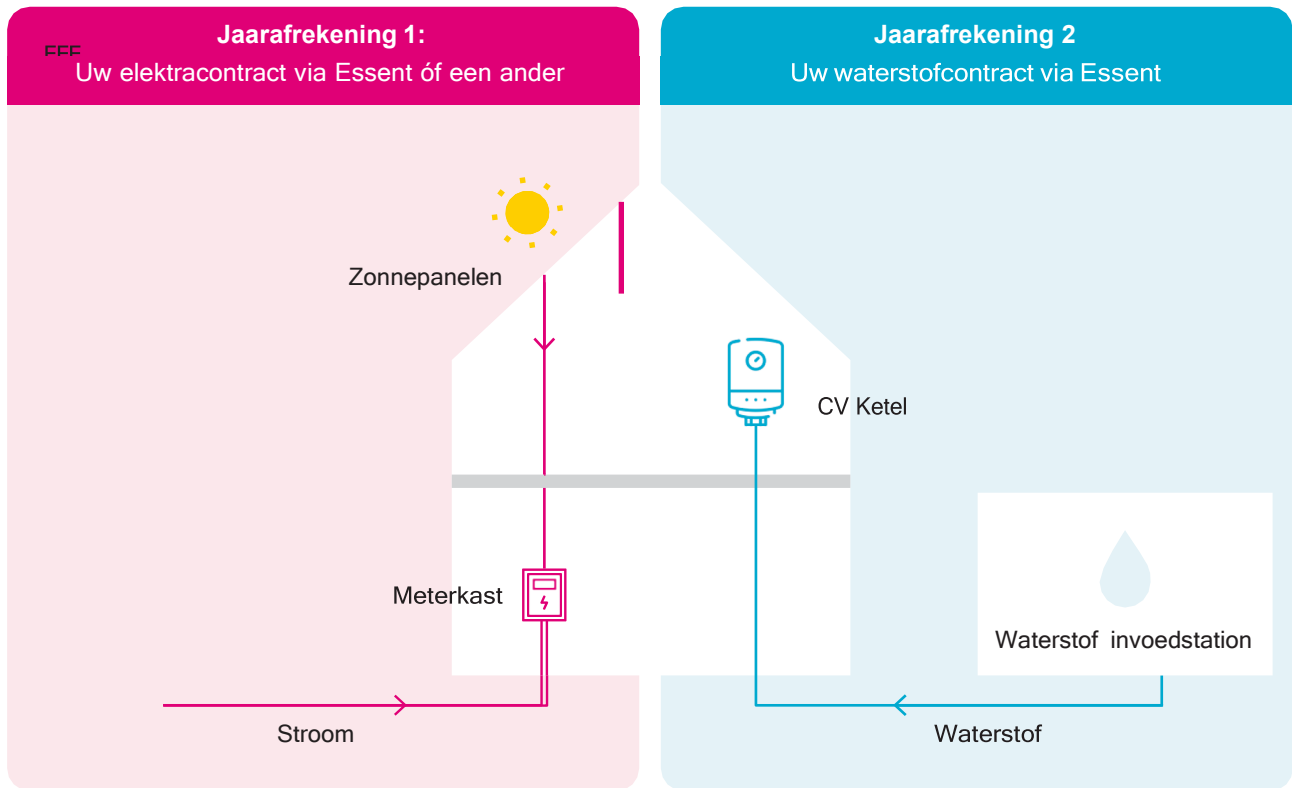 Jaarafrekening 1:
Uw elektracontract via Essent óf een ander
Jaarafrekening 2
Uw waterstofcontract via Essent
Zonnepanelen
CV Ketel
Meterkast
Waterstof invoedstation
Stroom
Waterstof